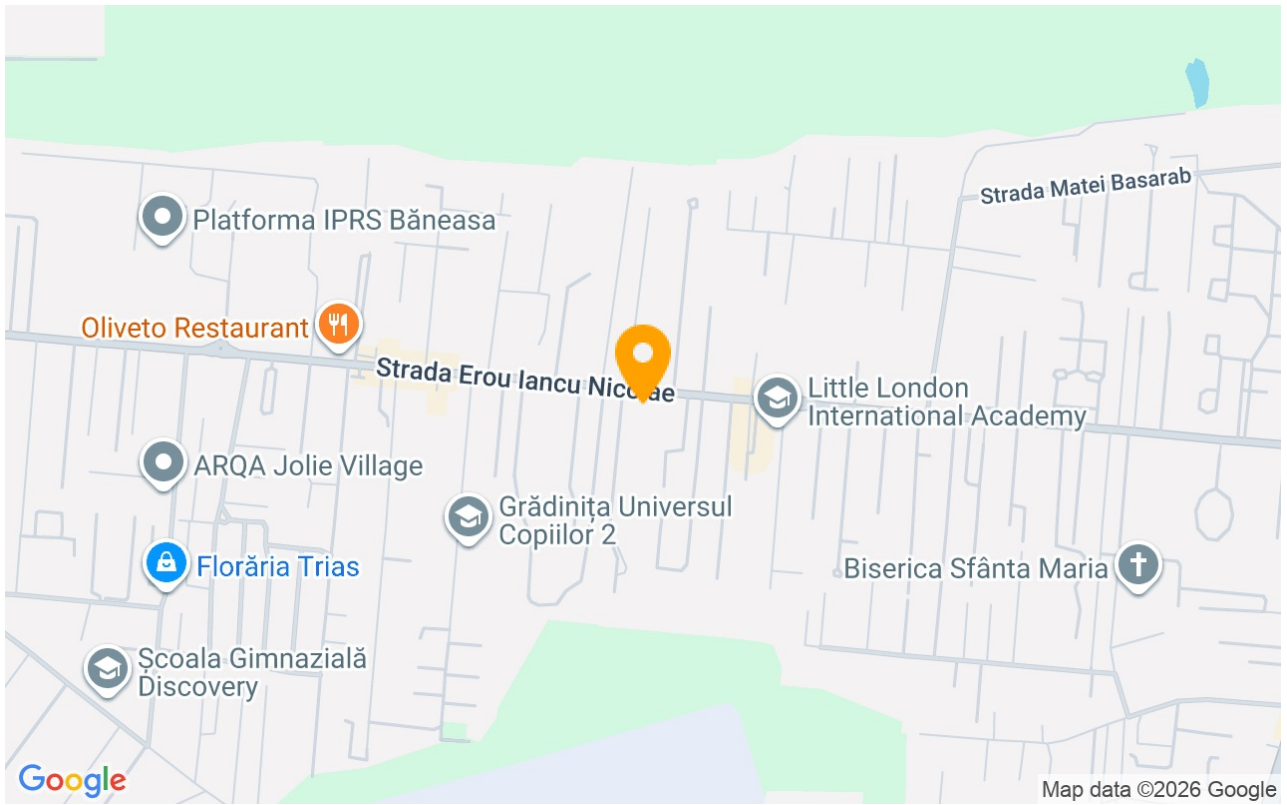 Strada Matei Basarab
Platforma IPRS Băneasa
Oliveto Restaurant
Strada Erou Iancu Nicolae
Little London
International Academy
ARQA Jolie Village
Grădinița Universul
Copiilor 2
Florăria Trias
Biserica Sfânta Maria
Școala Gimnazială
Discovery
Google
Map data ©2026 Google